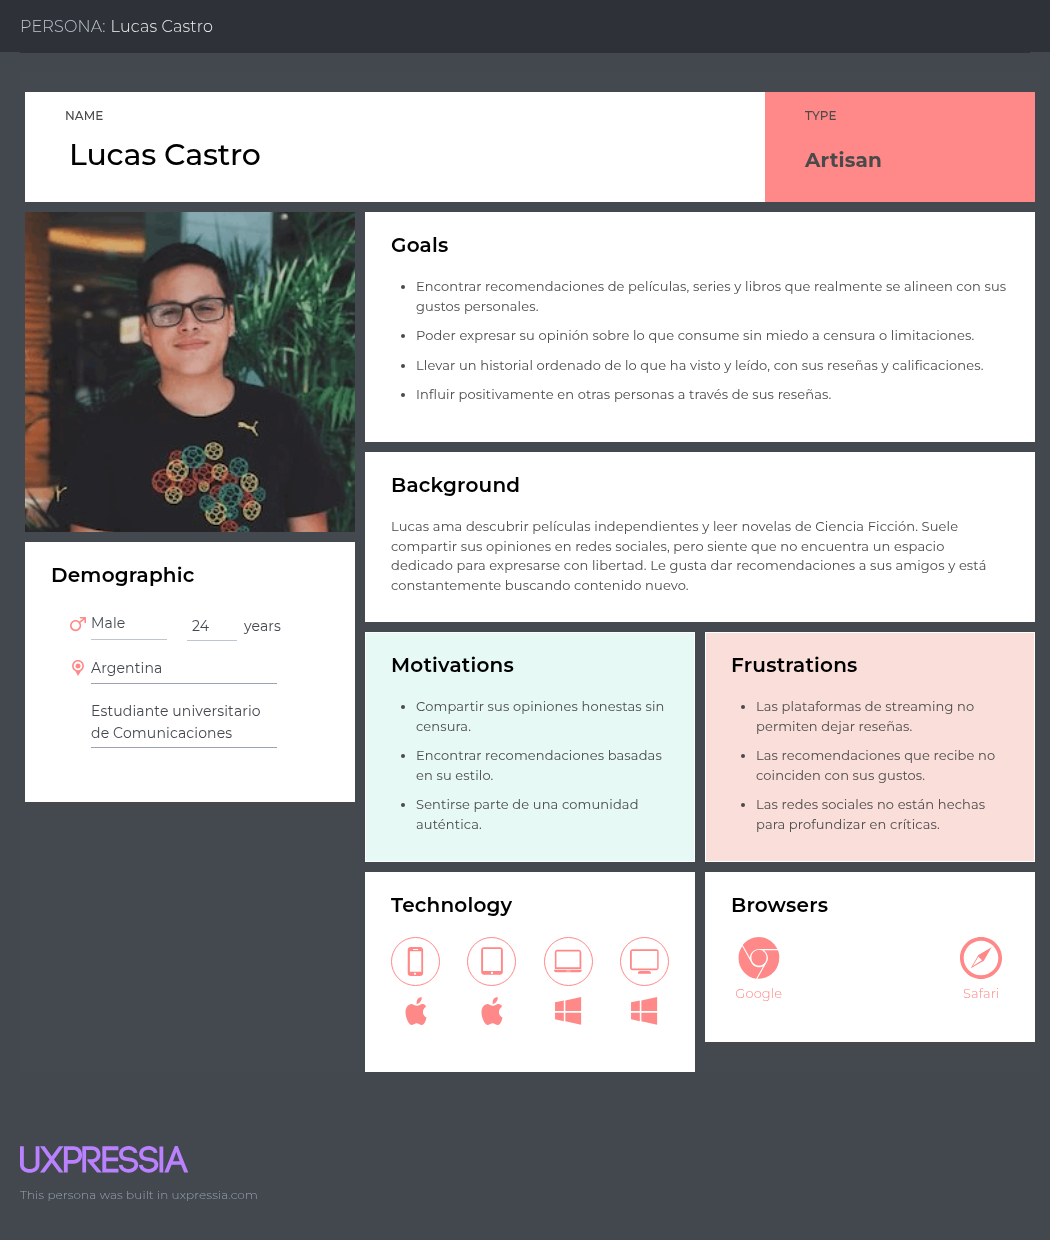 PERSONA: Lucas Castro
NAME
Lucas Castro
TYPE
Artisan
Goals
• Encontrar recomendaciones de películas, series y libros que realmente se alineen con sus
gustos personales.
• Poder expresar su opinión sobre lo que consume sin miedo a censura o limitaciones.
• Llevar un historial ordenado de lo que ha visto y leído, con sus reseñas y calificaciones.
• Influir positivamente en otras personas a través de sus reseñas.
Demographic
Male
24 years
Argentina
Estudiante universitario
de Comunicaciones
Background
Lucas ama descubrir películas independientes y leer novelas de Ciencia Ficción. Suele
compartir sus opiniones en redes sociales, pero siente que no encuentra un espacio
dedicado para expresarse con libertad. Le gusta dar recomendaciones a sus amigos y está
constantemente buscando contenido nuevo.
Motivations
• Compartir sus opiniones honestas sin
censura.
• Encontrar recomendaciones basadas
en su estilo.
• Sentirse parte de una comunidad
auténtica.
Frustrations
• Las plataformas de streaming no
permiten dejar reseñas.
• Las recomendaciones que recibe no
coinciden con sus gustos.
• Las redes sociales no están hechas
para profundizar en críticas.
Technology
Browsers
Google
Safari
UXPRESSIA
This persona was built in uxpressia.com